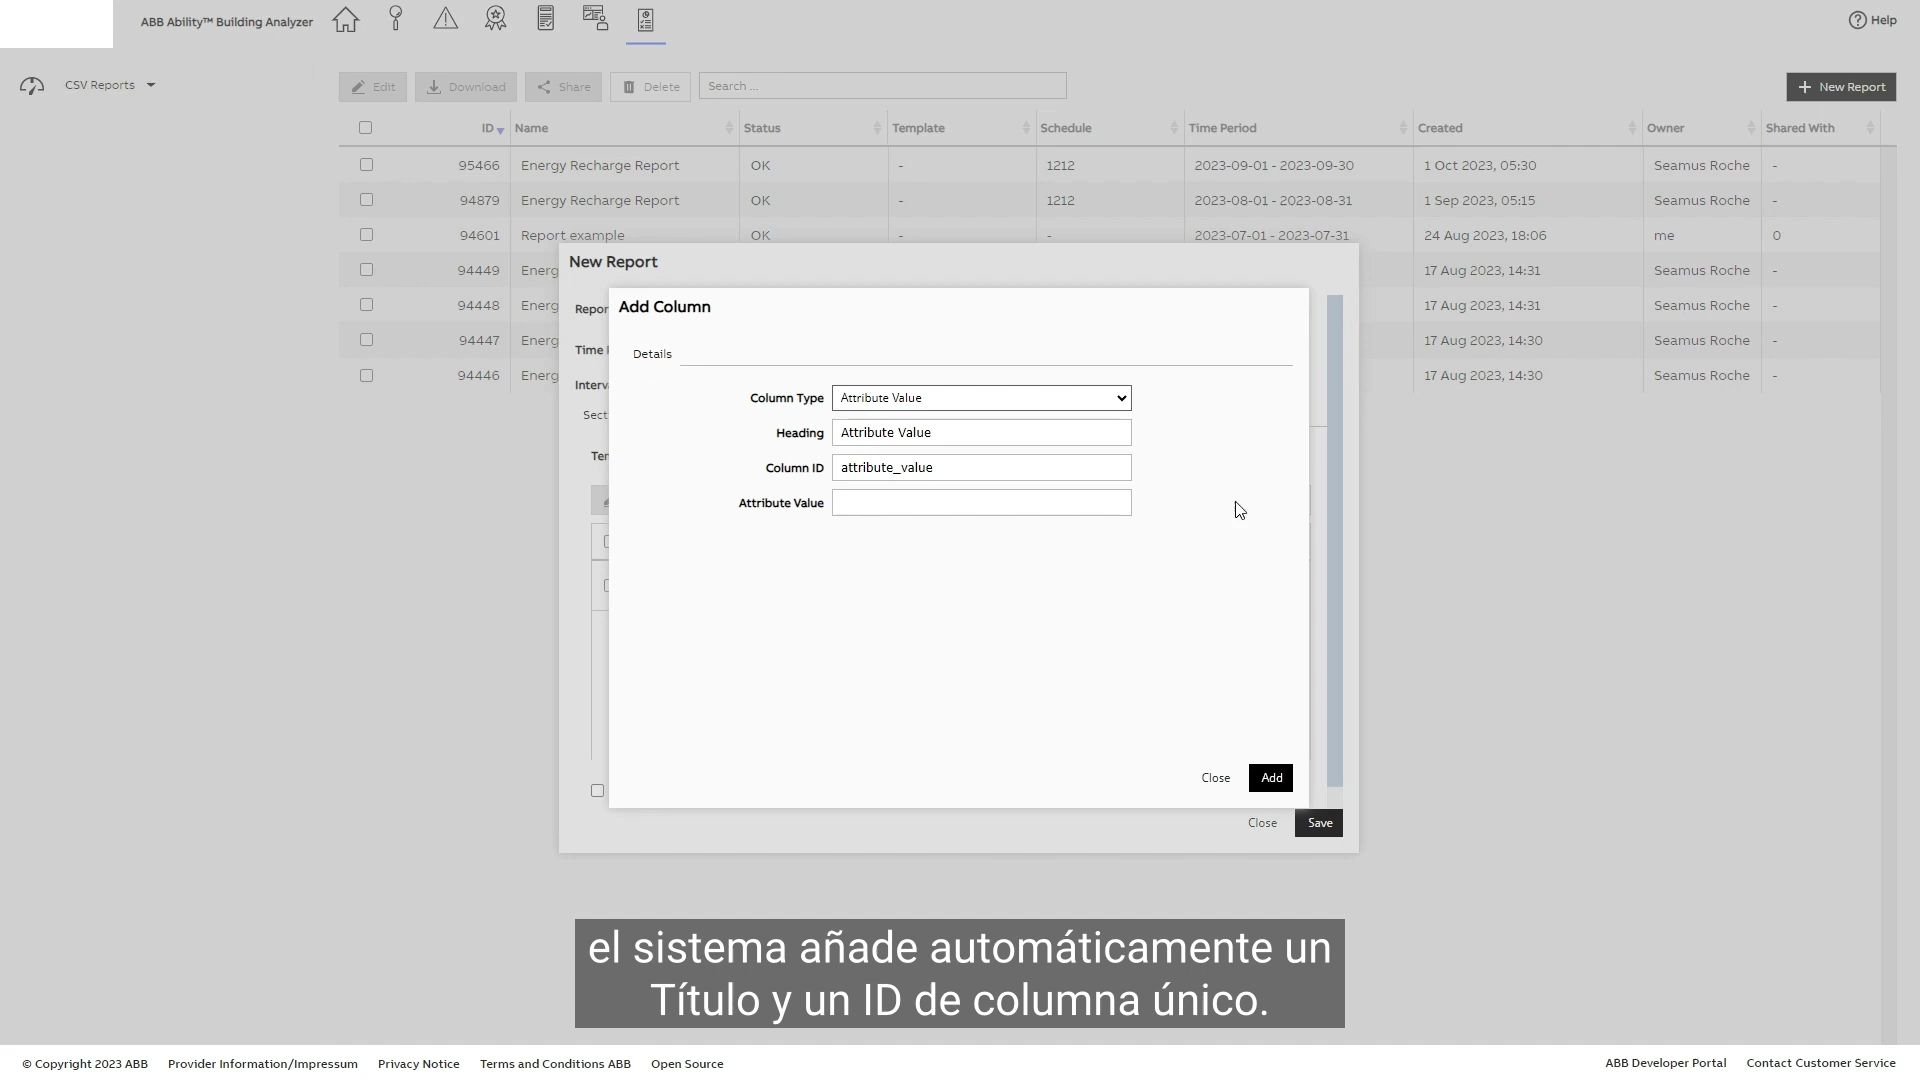 ABB Ability™ Building Analyzer
Help
CSV Reports
Edit Download Share Delete Search ... New Report
ID Name Status Template Schedule Time Period Created Owner Shared With
95466 Energy Recharge Report OK - 1212 2023-09-01 - 2023-09-30 1 Oct 2023, 05:30 Seamus Roche -
94879 Energy Recharge Report OK - 1212 2023-08-01 - 2023-08-31 1 Sep 2023, 05:15 Seamus Roche -
94601 Report example OK - - 2023-07-01 - 2023-07-31 24 Aug 2023, 18:06 me 0
94449 Energ 17 Aug 2023, 14:31 Seamus Roche -
94448 Energ 17 Aug 2023, 14:31 Seamus Roche -
94447 Energ 17 Aug 2023, 14:30 Seamus Roche -
94446 Energ 17 Aug 2023, 14:30 Seamus Roche -
New Report
Repor
Time
Interv
Sect
Add Column
Details
Column Type Attribute Value
Heading Attribute Value
Column ID attribute_value
Attribute Value
Close Add
Close Save
el sistema añade automáticamente un
Título y un ID de columna único.
© Copyright 2023 ABB Provider Information/Impressum Privacy Notice Terms and Conditions ABB Open Source ABB Developer Portal Contact Customer Service